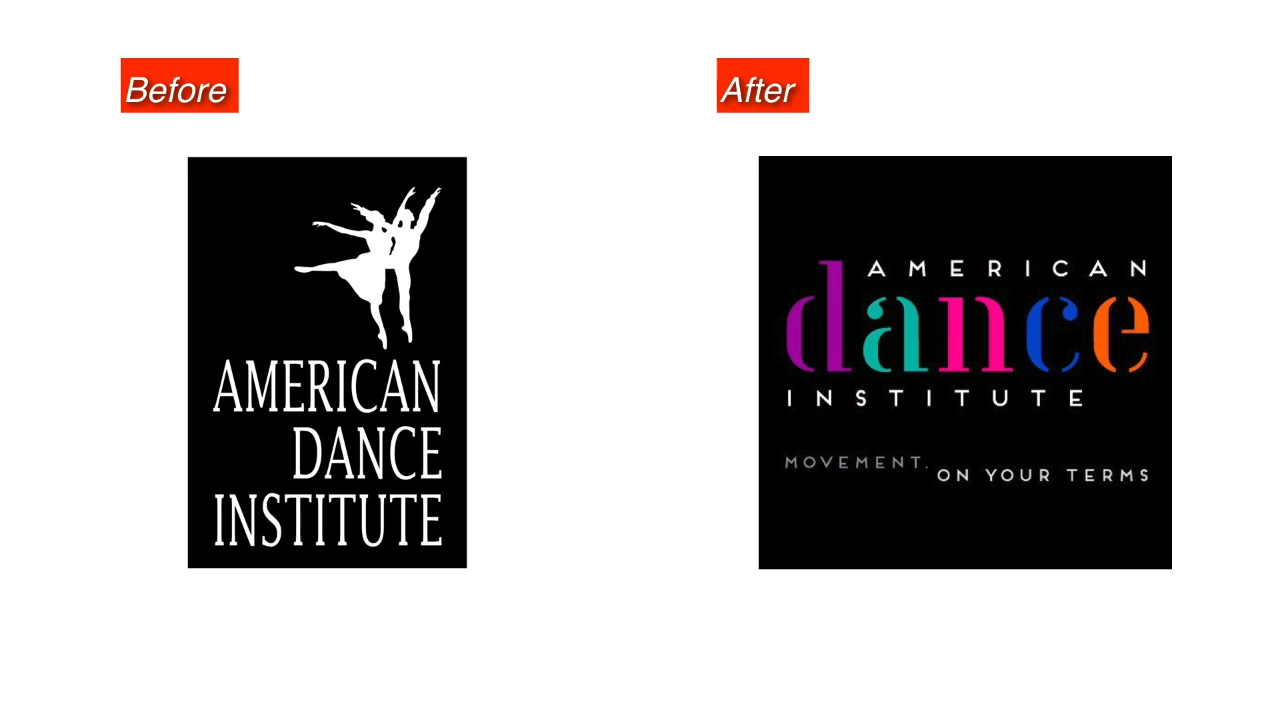 Before
After
AMERICAN
DANCE
INSTITUTE
AMERICAN
dance
INSTITUTE
MOVEMENT.
ON YOUR TERMS